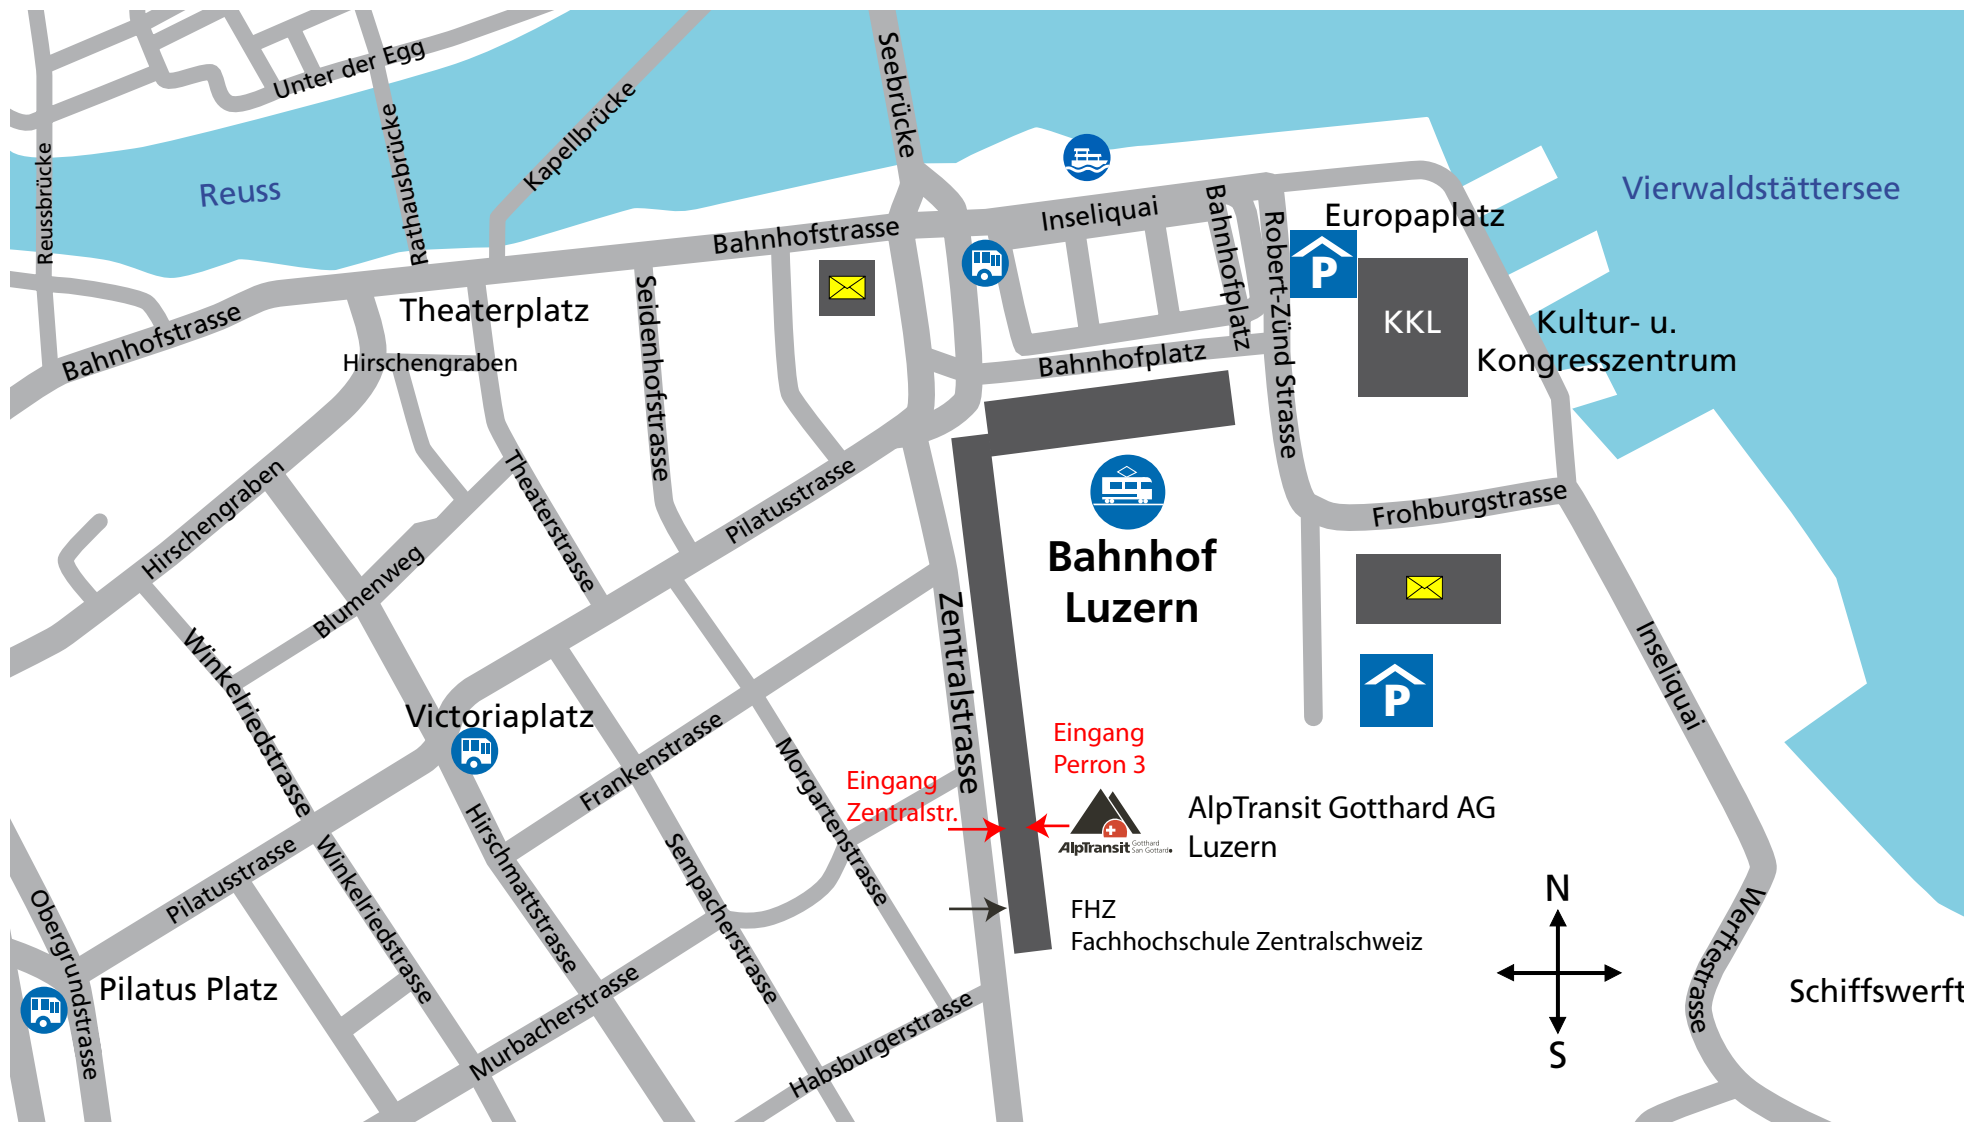 Unter der Egg
Seebrücke
Kapellbrücke
Rathausbrücke
Reussbrücke
Reuss
Vierwaldstättersee
Bahnhofstrasse
Inseliquai
Bahnhofplatz
Robert-Zünd Strasse
Europaplatz
P
KKL
Kultur- u.
Kongresszentrum
Theaterplatz
Hirschengraben
Bahnhofstrasse
Seidenhofstrasse
Bahnhofplatz
Hirschengraben
Theaterstrasse
Pilatusstrasse
Frohburgstrasse
Blumenweg
Bahnhof
Luzern
Zentralstrasse
Winkelriedstrasse
Inseliquai
P
Victoriaplatz
Frankenstrasse
Morgartenstrasse
Eingang
Perron 3
Eingang
Zentralstr.
AlpTransit Gotthard AG
Luzern
AlpTransit
Gotthard
San Gottardo
Pilatusstrasse
Winkelriedstrasse
Hirschmattstrasse
Sempacherstrasse
Obergrundstrasse
FHZ
Fachhochschule Zentralschweiz
N
S
Werftestrasse
Schiffswerft
Pilatus Platz
Murbacherstrasse
Habsburgerstrasse